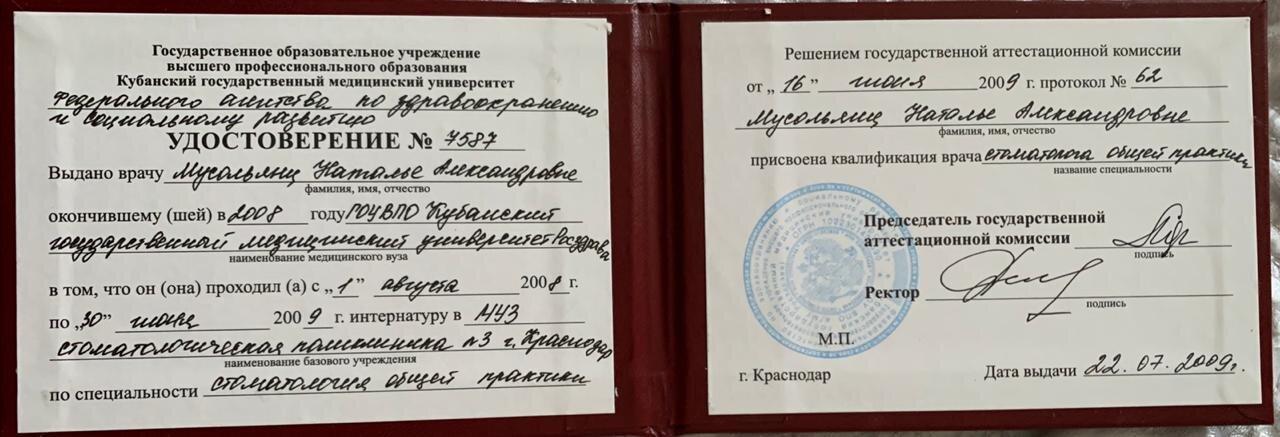 Государственное образовательное учреждение
высшего профессионального образования
Кубанский государственный медицинский университет
Федерального агентства по здравоохранению
и социальному развитию
УДОСТОВЕРЕНИЕ № 7587
Выдано врачу Мусольянц Наталье Александровне
фамилия, имя, отчество
окончившему (шей) в 2008 году ГОУ ВПО Кубанский
государственный медицинский университет Росздрава
наименование медицинского вуза
в том, что он (она) проходил (а) с „1” августа 2008 г.
по „30” июня 2009 г. интернатуру в МУЗ
стоматологическая поликлиника №3 г. Краснодар
наименование базового учреждения
по специальности стоматология общей практики
Решением государственной аттестационной комиссии
от „16” июня 2009 г. протокол № 62
Мусольянц Наталье Александровне
фамилия, имя, отчество
присвоена квалификация врача стоматолога общей практики
название специальности
Председатель государственной
аттестационной комиссии
подпись
Ректор
подпись
М.П.
г. Краснодар Дата выдачи 22.07.2009г.